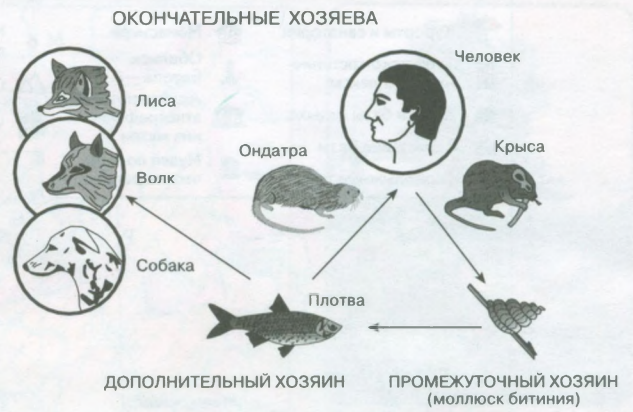 ОКОНЧАТЕЛЬНЫЕ ХОЗЯЕВА
Человек
Лиса
Ондатра
Крыса
Волк
Собака
Плотва
ДОПОЛНИТЕЛЬНЫЙ ХОЗЯИН
ПРОМЕЖУТОЧНЫЙ ХОЗЯИН
(моллюск битиния)